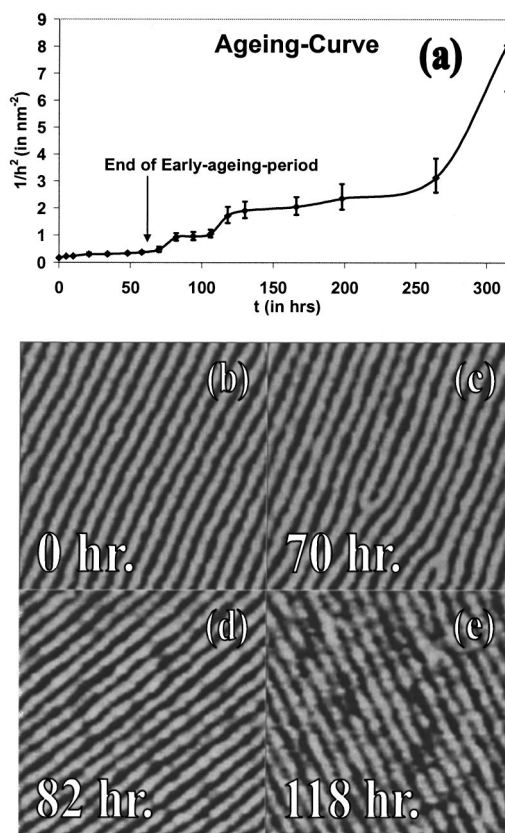 Ageing-Curve
(a)
1/h² (in nm⁻²)
9
8
7
6
5
4
3
2
1
0
End of Early-ageing-period
0 50 100 150 200 250 300
t (in hrs)
(b)
0 hr.
(c)
70 hr.
(d)
82 hr.
(e)
118 hr.